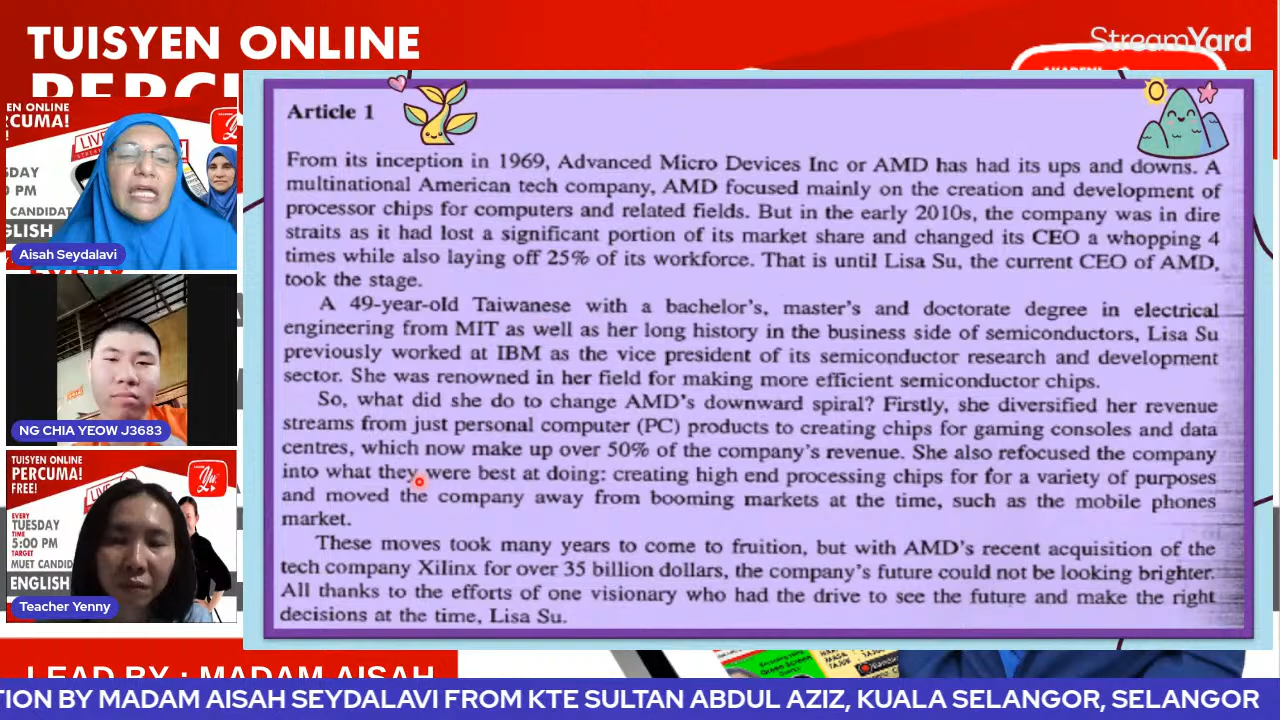 TUISYEN ONLINE
StreamYard
EN ONLINE
RCUMA!
LIVE
Aisah Seydalavi
NG CHIA YEOW J3683
TUISYEN ONLINE
PERCUMA!
FREE!
EVERY
TUESDAY
TIME
5:00 PM
TARGET
MUET CANDID
ENGLISH
Teacher Yenny
Article 1
From its inception in 1969, Advanced Micro Devices Inc or AMD has had its ups and downs. A
multinational American tech company, AMD focused mainly on the creation and development of
processor chips for computers and related fields. But in the early 2010s, the company was in dire
straits as it had lost a significant portion of its market share and changed its CEO a whopping 4
times while also laying off 25% of its workforce. That is until Lisa Su, the current CEO of AMD,
took the stage.
A 49-year-old Taiwanese with a bachelor's, master's and doctorate degree in electrical
engineering from MIT as well as her long history in the business side of semiconductors, Lisa Su
previously worked at IBM as the vice president of its semiconductor research and development
sector. She was renowned in her field for making more efficient semiconductor chips.
So, what did she do to change AMD's downward spiral? Firstly, she diversified her revenue
streams from just personal computer (PC) products to creating chips for gaming consoles and data
centres, which now make up over 50% of the company's revenue. She also refocused the company
into what they were best at doing: creating high end processing chips for for a variety of purposes
and moved the company away from booming markets at the time, such as the mobile phones
market.
These moves took many years to come to fruition, but with AMD's recent acquisition of the
tech company Xilinx for over 35 billion dollars, the company's future could not be looking brighter.
All thanks to the efforts of one visionary who had the drive to see the future and make the right
decisions at the time, Lisa Su.
LEAD BY : MADAM AISAH
TION BY MADAM AISAH SEYDALAVI FROM KTE SULTAN ABDUL AZIZ, KUALA SELANGOR, SELANGOR